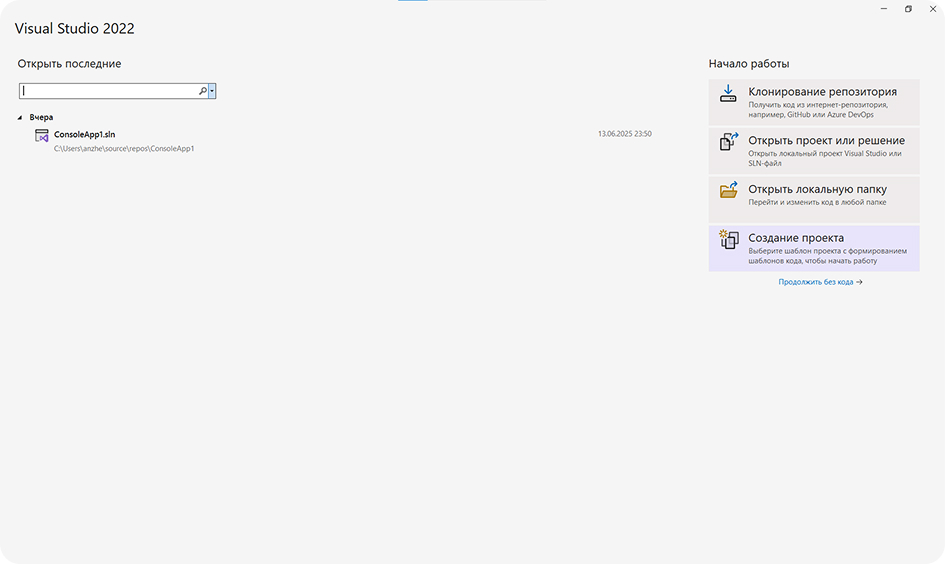 Visual Studio 2022
Открыть последние
Вчера
ConsoleApp1.sln
13.06.2025 23:50
C:\Users\anzhe\source\repos\ConsoleApp1
Начало работы
Клонирование репозитория
Получить код из интернет-репозитория,
например, GitHub или Azure DevOps
Открыть проект или решение
Открыть локальный проект Visual Studio или
SLN-файл
Открыть локальную папку
Перейти и изменить код в любой папке
Создание проекта
Выберите шаблон проекта с формированием
шаблонов кода, чтобы начать работу
Продолжить без кода →